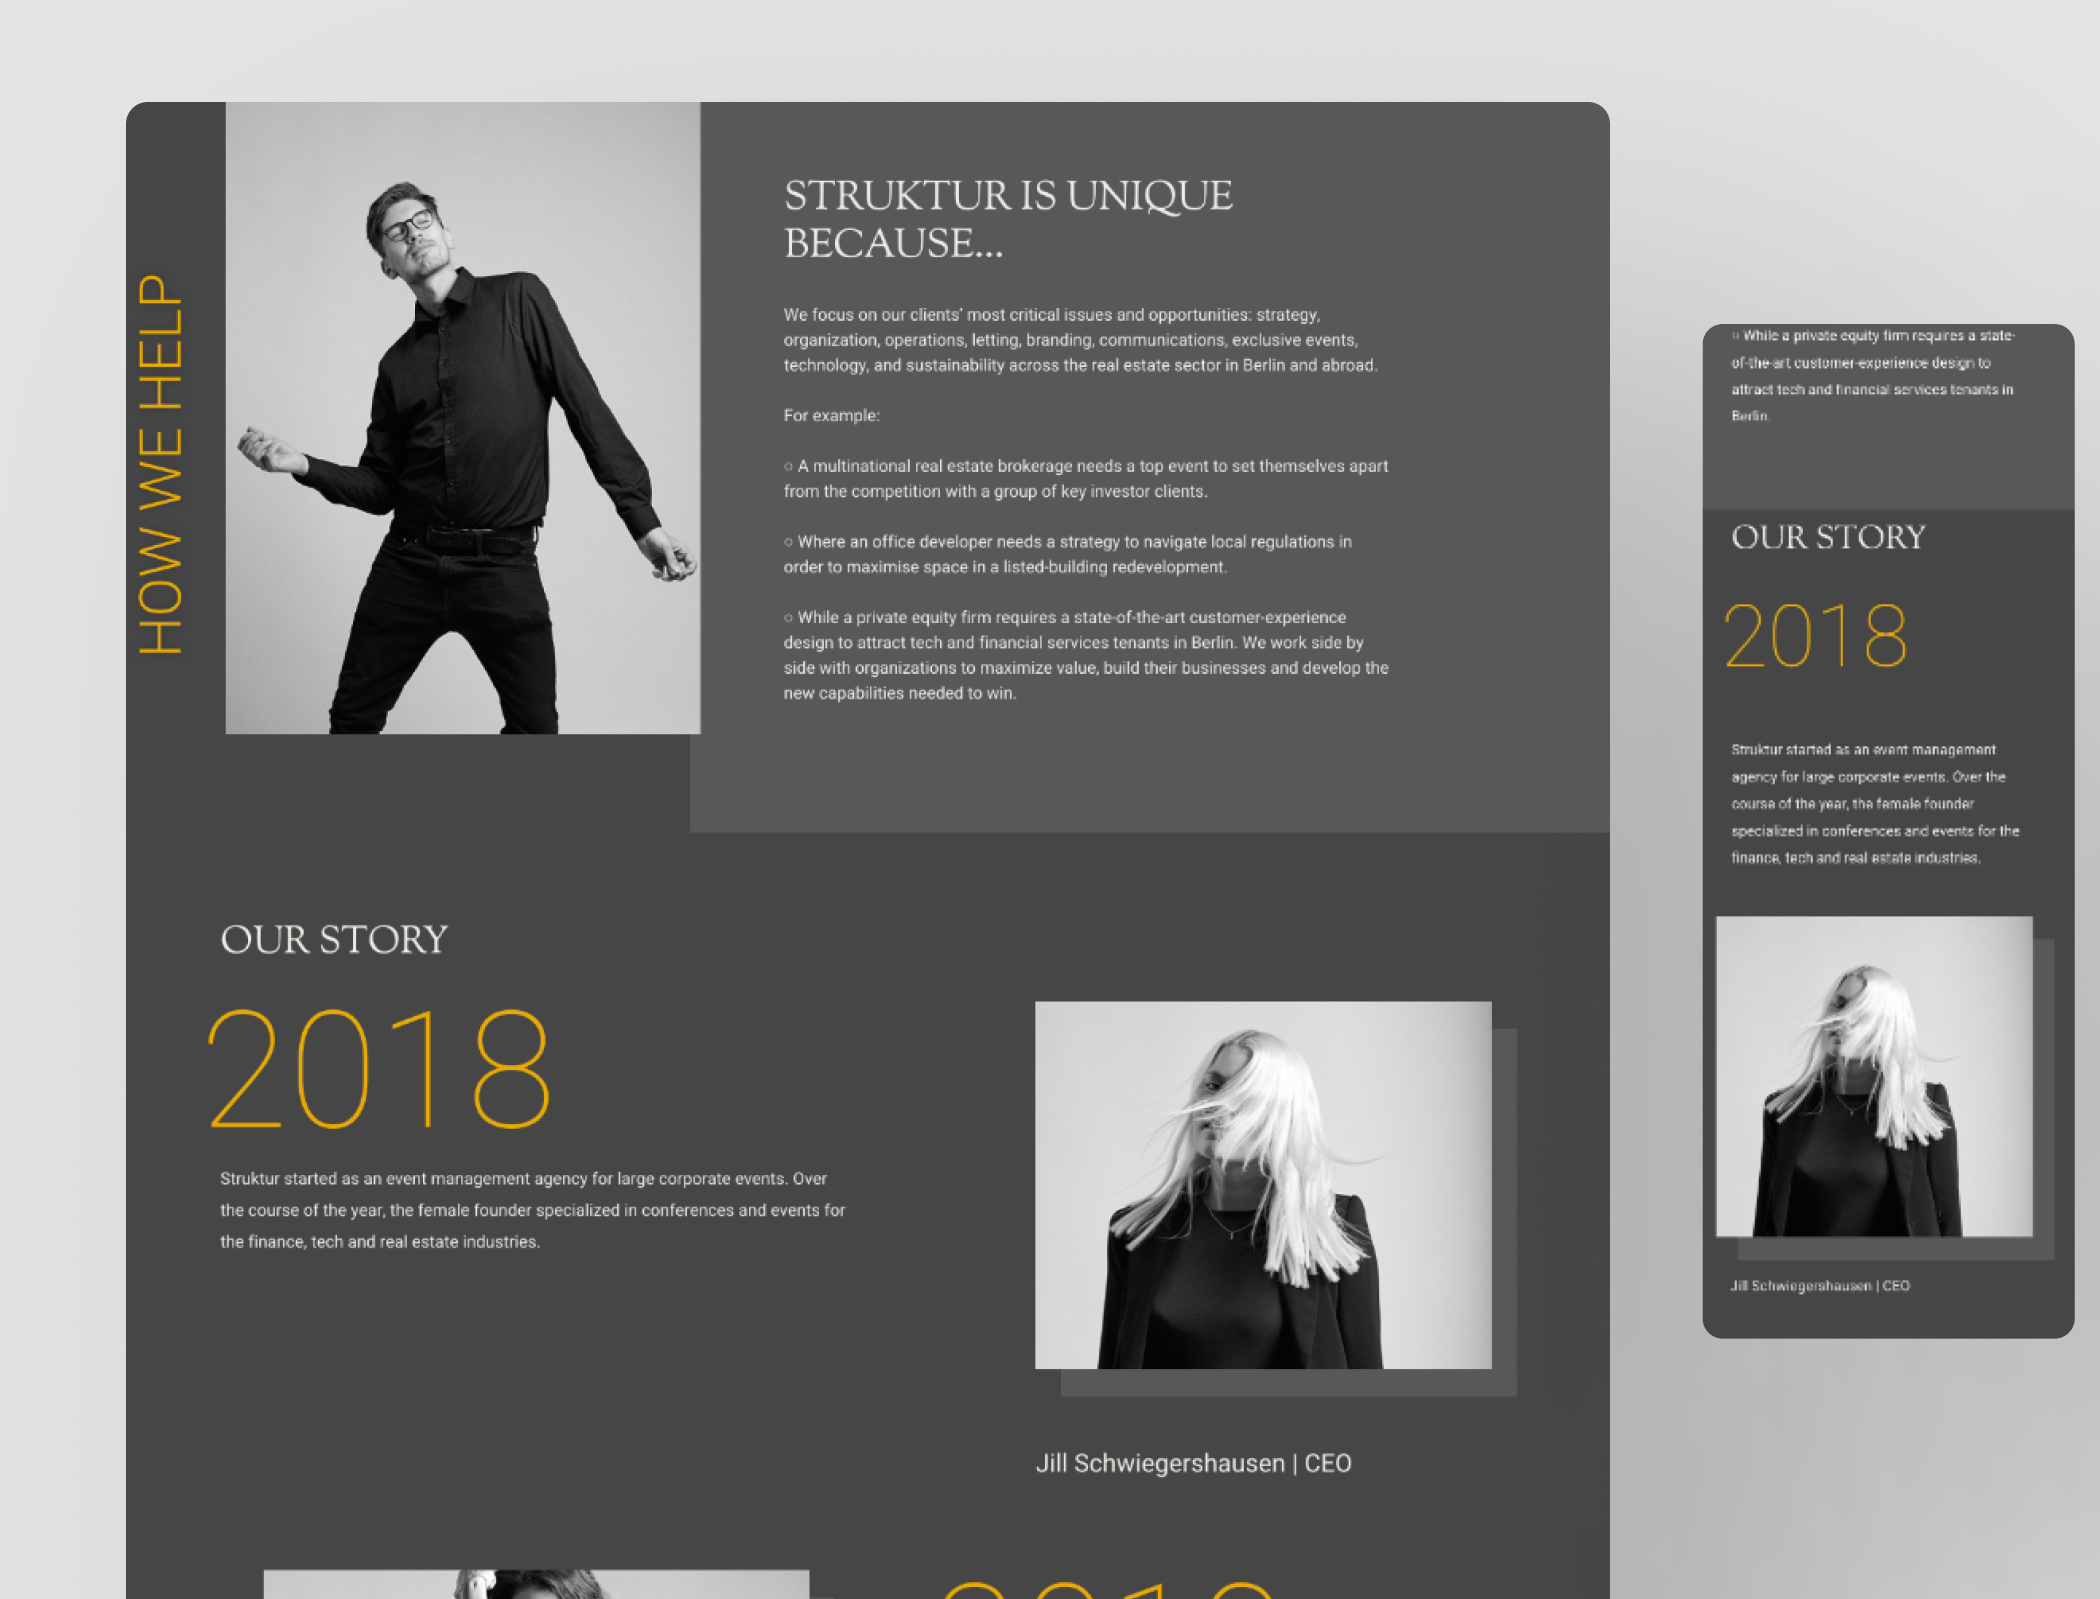 HOW WE HELP
STRUKTUR IS UNIQUE
BECAUSE...
We focus on our clients' most critical issues and opportunities: strategy,
organization, operations, letting, branding, communications, exclusive events,
technology, and sustainability across the real estate sector in Berlin and abroad.
For example:
○ A multinational real estate brokerage needs a top event to set themselves apart
from the competition with a group of key investor clients.
○ Where an office developer needs a strategy to navigate local regulations in
order to maximise space in a listed-building redevelopment.
○ While a private equity firm requires a state-of-the-art customer-experience
design to attract tech and financial services tenants in Berlin. We work side by
side with organizations to maximize value, build their businesses and develop the
new capabilities needed to win.
OUR STORY
2018
Struktur started as an event management agency for large corporate events. Over
the course of the year, the female founder specialized in conferences and events for
the finance, tech and real estate industries.
Jill Schwiegershausen | CEO
○ While a private equity firm requires a state-
of-the-art customer-experience design to
attract tech and financial services tenants in
Berlin.
OUR STORY
2018
Struktur started as an event management
agency for large corporate events. Over the
course of the year, the female founder
specialized in conferences and events for the
finance, tech and real estate industries.
Jill Schwiegershausen | CEO